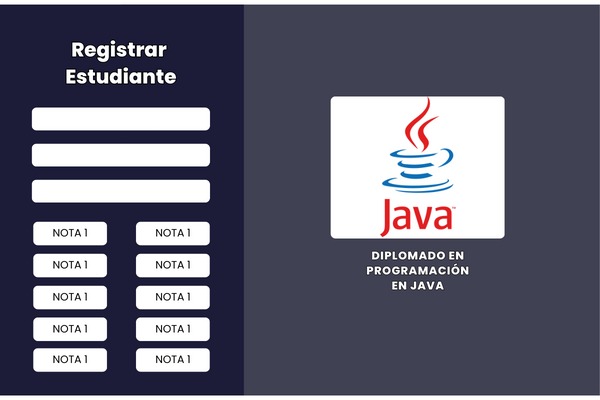 Registrar
Estudiante
NOTA 1 NOTA 1
NOTA 1 NOTA 1
NOTA 1 NOTA 1
NOTA 1 NOTA 1
NOTA 1 NOTA 1
Java™
DIPLOMADO EN
PROGRAMACIÓN
EN JAVA